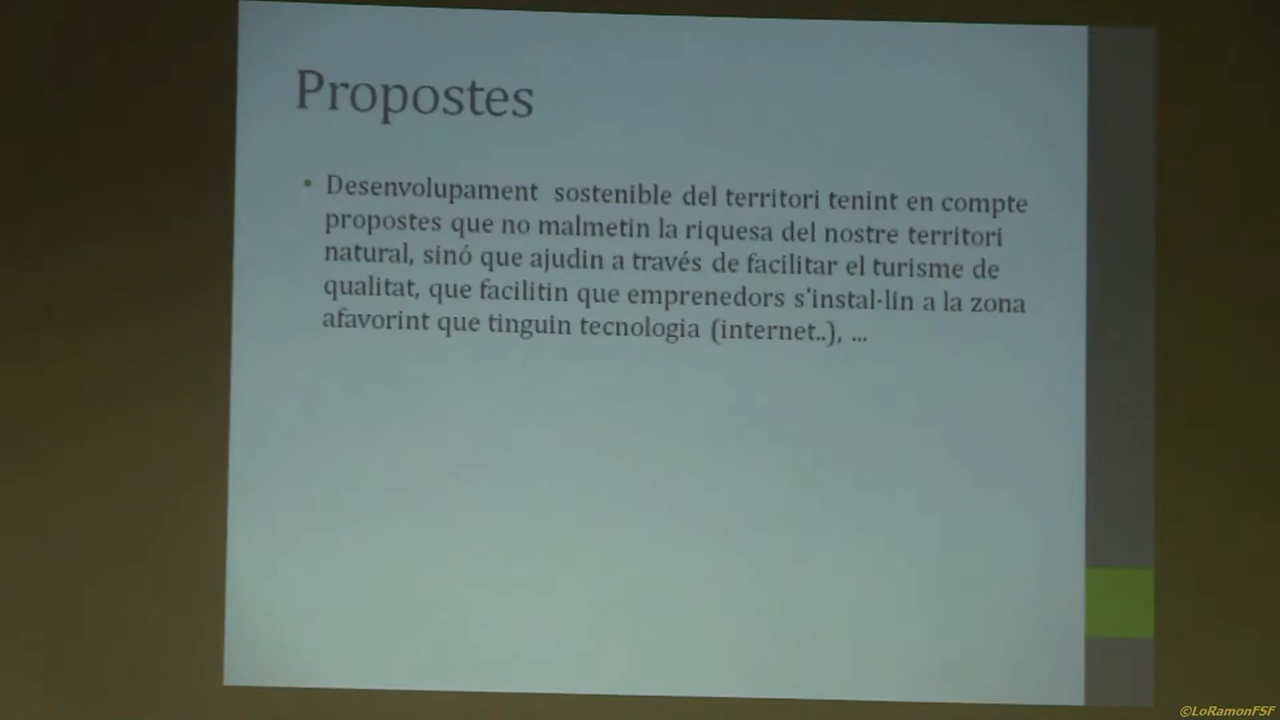 Propostes
• Desenvolupament sostenible del territori tenint en compte
propostes que no malmetin la riquesa del nostre territori
natural, sinó que ajudin a través de facilitar el turisme de
qualitat, que facilitin que emprenedors s'instal·lin a la zona
afavorint que tinguin tecnologia (internet..), ...
©LoRamonFSF